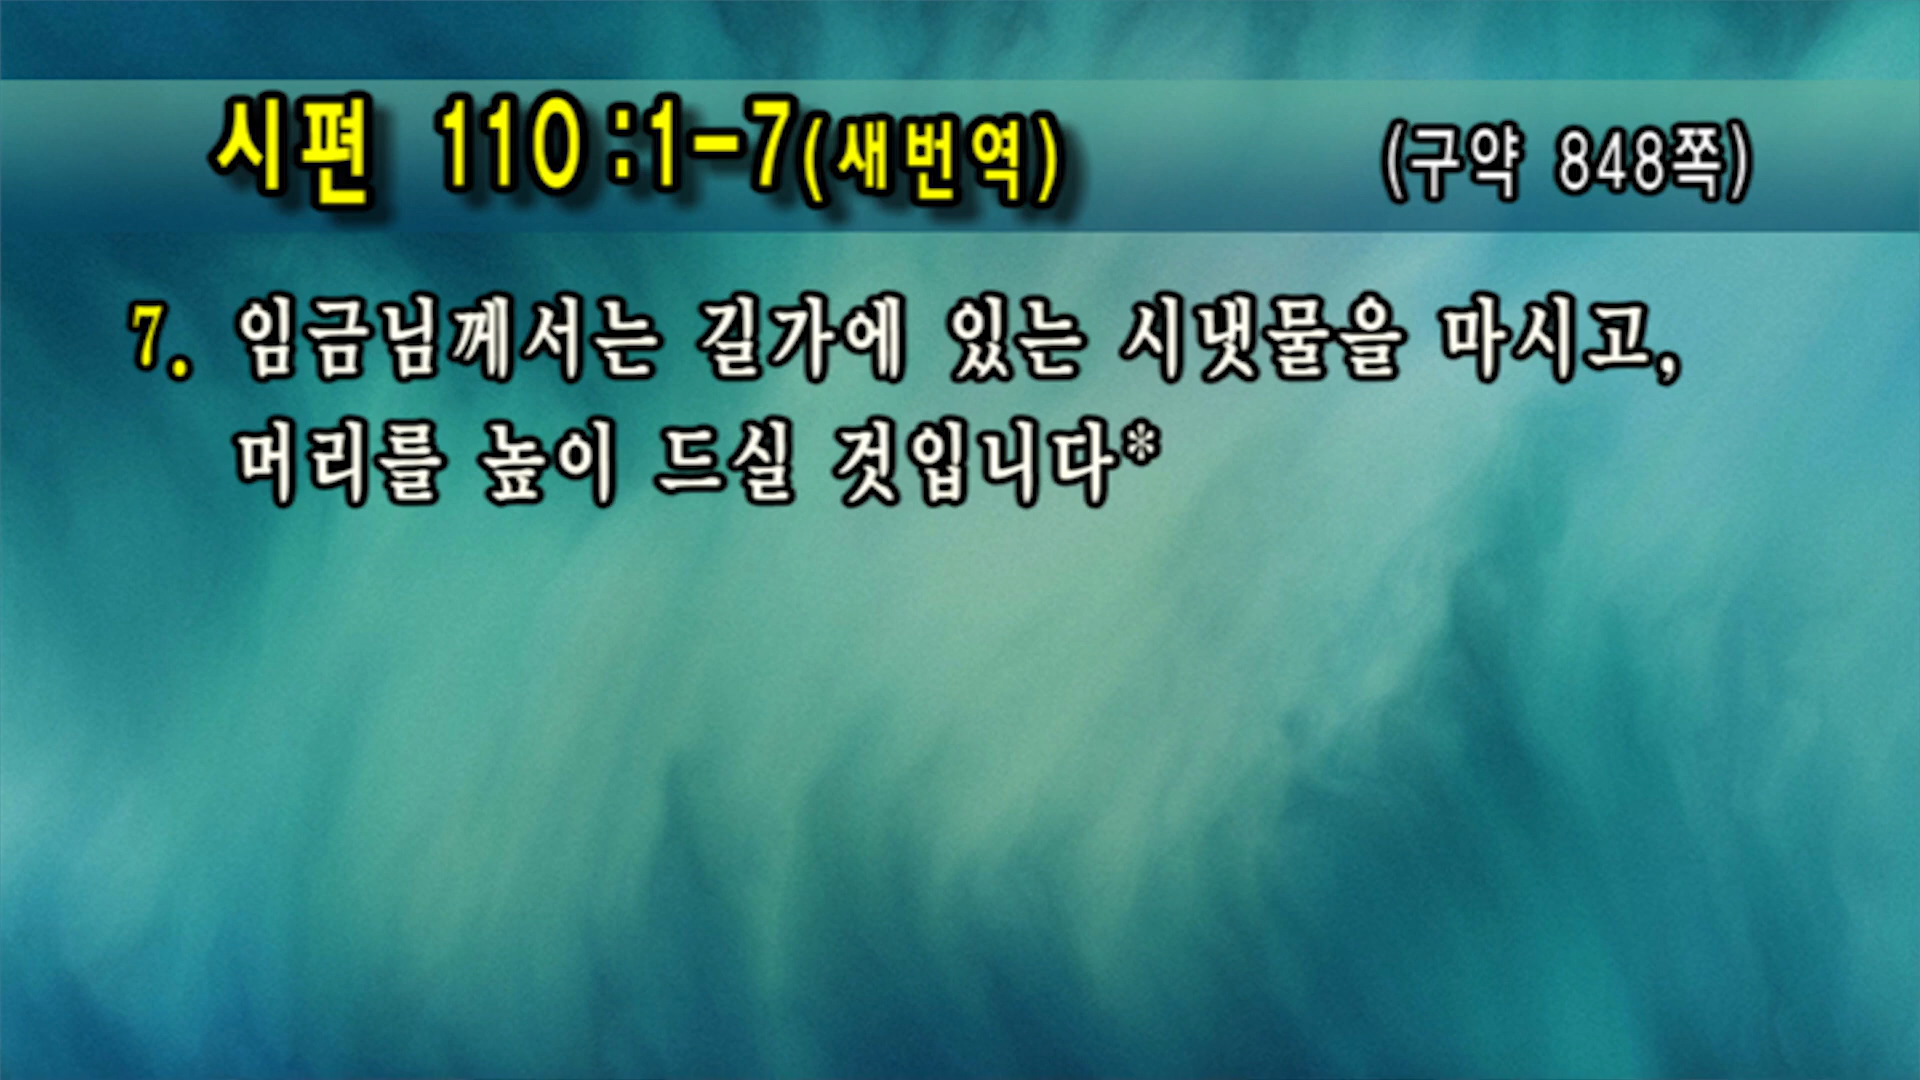 시편 110:1-7(새번역) (구약 848쪽)
7. 임금님께서는 길가에 있는 시냇물을 마시고,
머리를 높이 드실 것입니다*